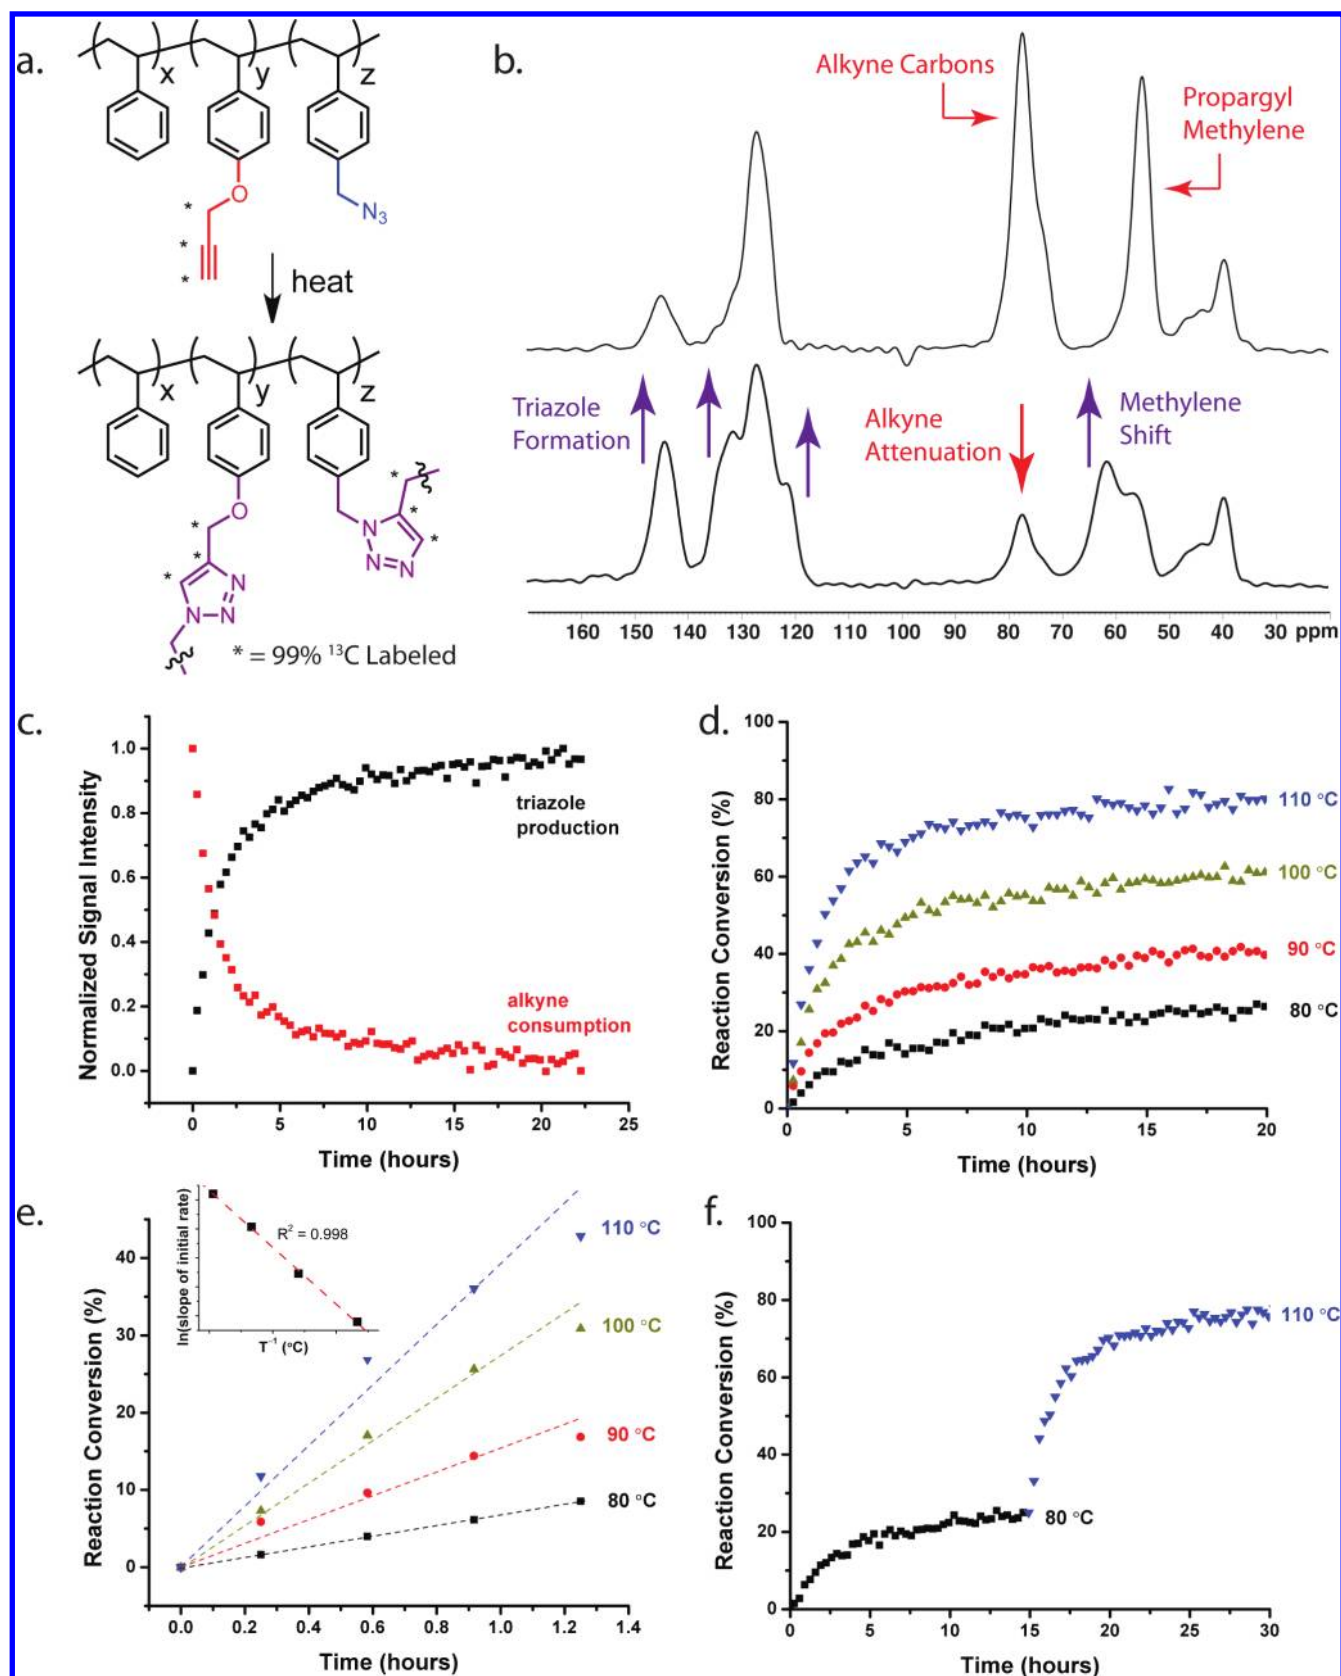 a.
x
y
z
O
N₃
*
*
*
heat
x
y
z
O
*
*
*
N
N
N
*
*
*
N
N
N
* = 99% ¹³C Labeled
b.
Alkyne Carbons
Propargyl
Methylene
Triazole
Formation
Alkyne
Attenuation
Methylene
Shift
160 150 140 130 120 110 100 90 80 70 60 50 40 30 ppm
c.
Normalized Signal Intensity
1.0
0.8
0.6
0.4
0.2
0.0
triazole
production
alkyne
consumption
0 5 10 15 20 25
Time (hours)
d.
Reaction Conversion (%)
100
80
60
40
20
0
110 °C
100 °C
90 °C
80 °C
0 5 10 15 20
Time (hours)
e.
Reaction Conversion (%)
40
30
20
10
0
ln(slope of initial rate)
R² = 0.998
T⁻¹ (°C)
110 °C
100 °C
90 °C
80 °C
0.0 0.2 0.4 0.6 0.8 1.0 1.2 1.4
Time (hours)
f.
Reaction Conversion (%)
100
80
60
40
20
0
110 °C
80 °C
0 5 10 15 20 25 30
Time (hours)